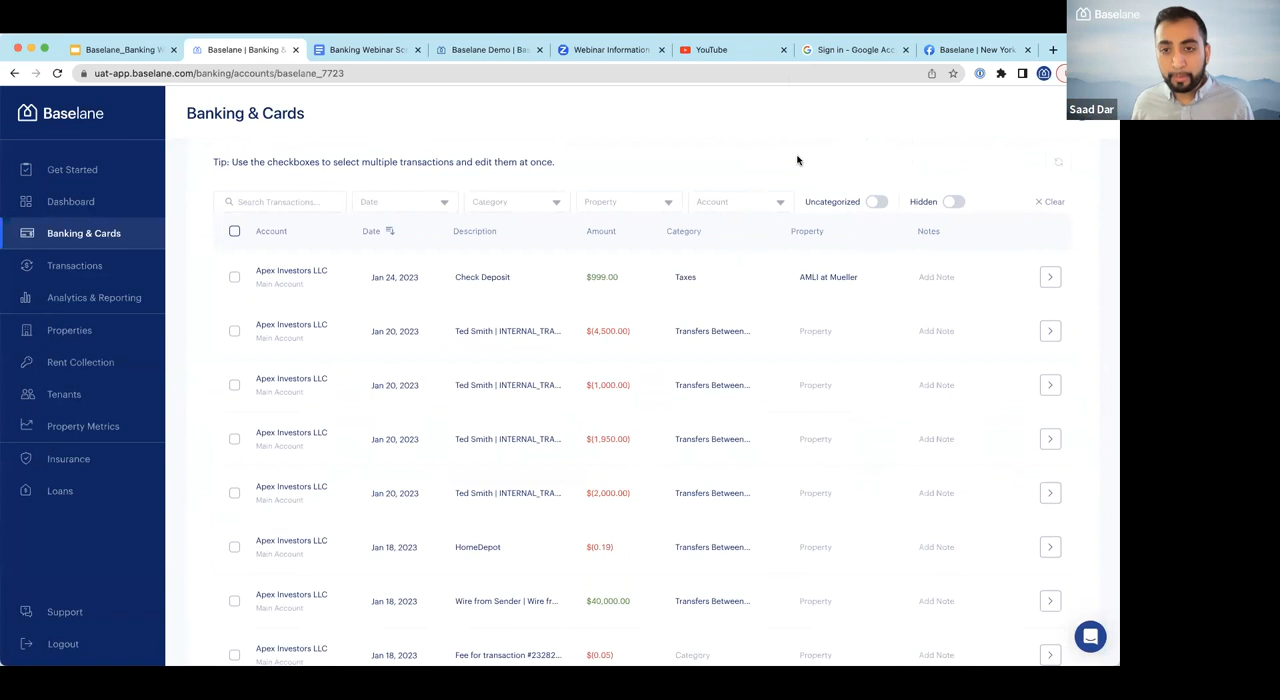 Baselane_Banking W
Baselane | Banking &
Banking Webinar Scr
Baselane Demo | Bas
Webinar Information
YouTube
Sign in - Google Acc
Baselane | New York
uat-app.baselane.com/banking/accounts/baselane_7723
Baselane
Saad Dar
Baselane
Banking & Cards
Get Started
Dashboard
Banking & Cards
Transactions
Analytics & Reporting
Properties
Rent Collection
Tenants
Property Metrics
Insurance
Loans
Support
Logout
Tip: Use the checkboxes to select multiple transactions and edit them at once.
Search Transactions... Date Category Property Account Uncategorized Hidden Clear
Account Date Description Amount Category Property Notes
Apex Investors LLC
Main Account
Jan 24, 2023 Check Deposit $999.00 Taxes AMLI at Mueller Add Note
Apex Investors LLC
Main Account
Jan 20, 2023 Ted Smith | INTERNAL_TRA... $(4,500.00) Transfers Between... Property Add Note
Apex Investors LLC
Main Account
Jan 20, 2023 Ted Smith | INTERNAL_TRA... $(1,000.00) Transfers Between... Property Add Note
Apex Investors LLC
Main Account
Jan 20, 2023 Ted Smith | INTERNAL_TRA... $(1,950.00) Transfers Between... Property Add Note
Apex Investors LLC
Main Account
Jan 20, 2023 Ted Smith | INTERNAL_TRA... $(2,000.00) Transfers Between... Property Add Note
Apex Investors LLC
Main Account
Jan 18, 2023 HomeDepot $(0.19) Transfers Between... Property Add Note
Apex Investors LLC
Main Account
Jan 18, 2023 Wire from Sender | Wire fr... $40,000.00 Transfers Between... Property Add Note
Apex Investors LLC
Main Account
Jan 18, 2023 Fee for transaction #23282... $(0.05) Category Property Add Note